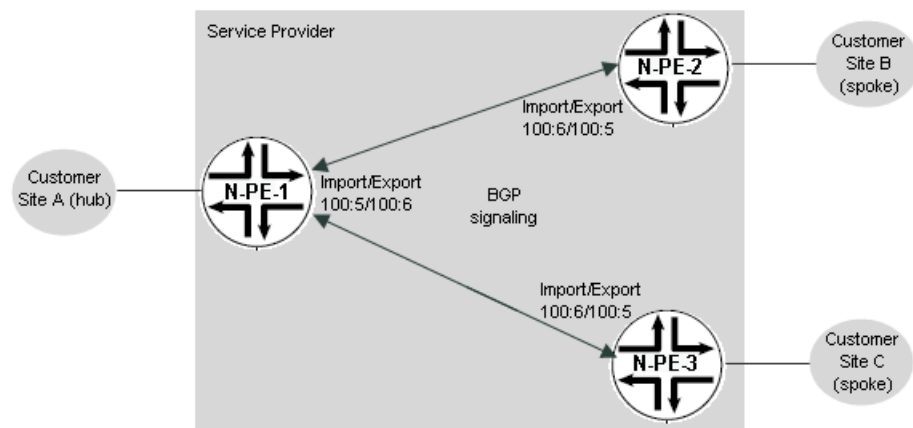 Service Provider
Customer
Site A (hub)
N-PE-1
Import/Export
100:5/100:6
Import/Export
100:6/100:5
N-PE-2
Customer
Site B
(spoke)
BGP
signaling
Import/Export
100:6/100:5
N-PE-3
Customer
Site C
(spoke)